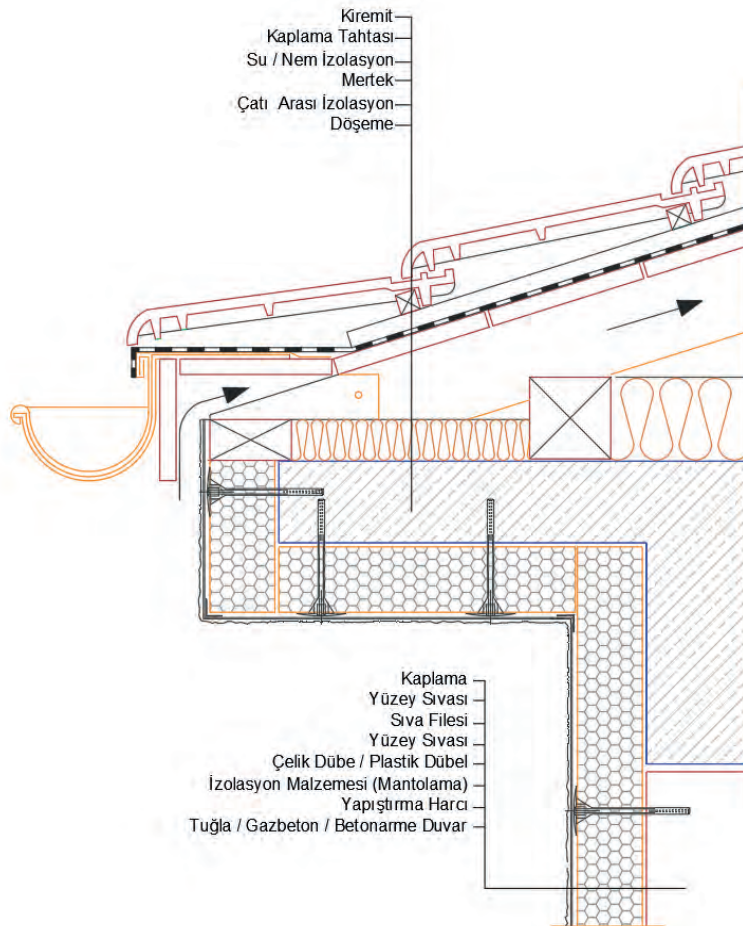 Kiremit
Kaplama Tahtası
Su / Nem İzolasyon
Mertek
Çatı Arası İzolasyon
Döşeme
Kaplama
Yüzey Sıvası
Sıva Filesi
Yüzey Sıvası
Çelik Dübe / Plastik Dübel
İzolasyon Malzemesi (Mantolama)
Yapıştırma Harcı
Tuğla / Gazbeton / Betonarme Duvar